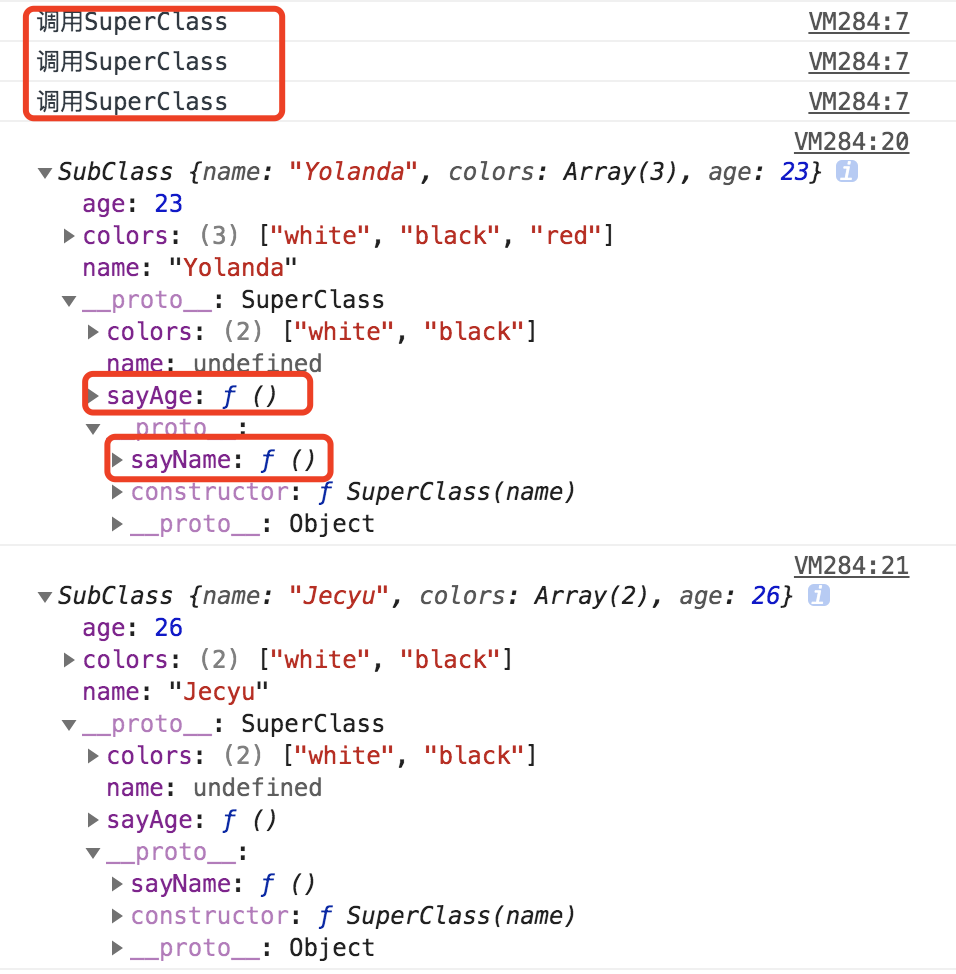 调用SuperClass VM284:7
调用SuperClass VM284:7
调用SuperClass VM284:7
VM284:20
▼SubClass {name: "Yolanda", colors: Array(3), age: 23} i
age: 23
▶colors: (3) ["white", "black", "red"]
name: "Yolanda"
▼__proto__: SuperClass
▶colors: (2) ["white", "black"]
name: undefined
▶sayAge: ƒ ()
▼__proto__:
▶sayName: ƒ ()
▶constructor: ƒ SuperClass(name)
▶__proto__: Object
VM284:21
▼SubClass {name: "Jecyu", colors: Array(2), age: 26} i
age: 26
▶colors: (2) ["white", "black"]
name: "Jecyu"
▼__proto__: SuperClass
▶colors: (2) ["white", "black"]
name: undefined
▶sayAge: ƒ ()
▼__proto__:
▶sayName: ƒ ()
▶constructor: ƒ SuperClass(name)
▶__proto__: Object